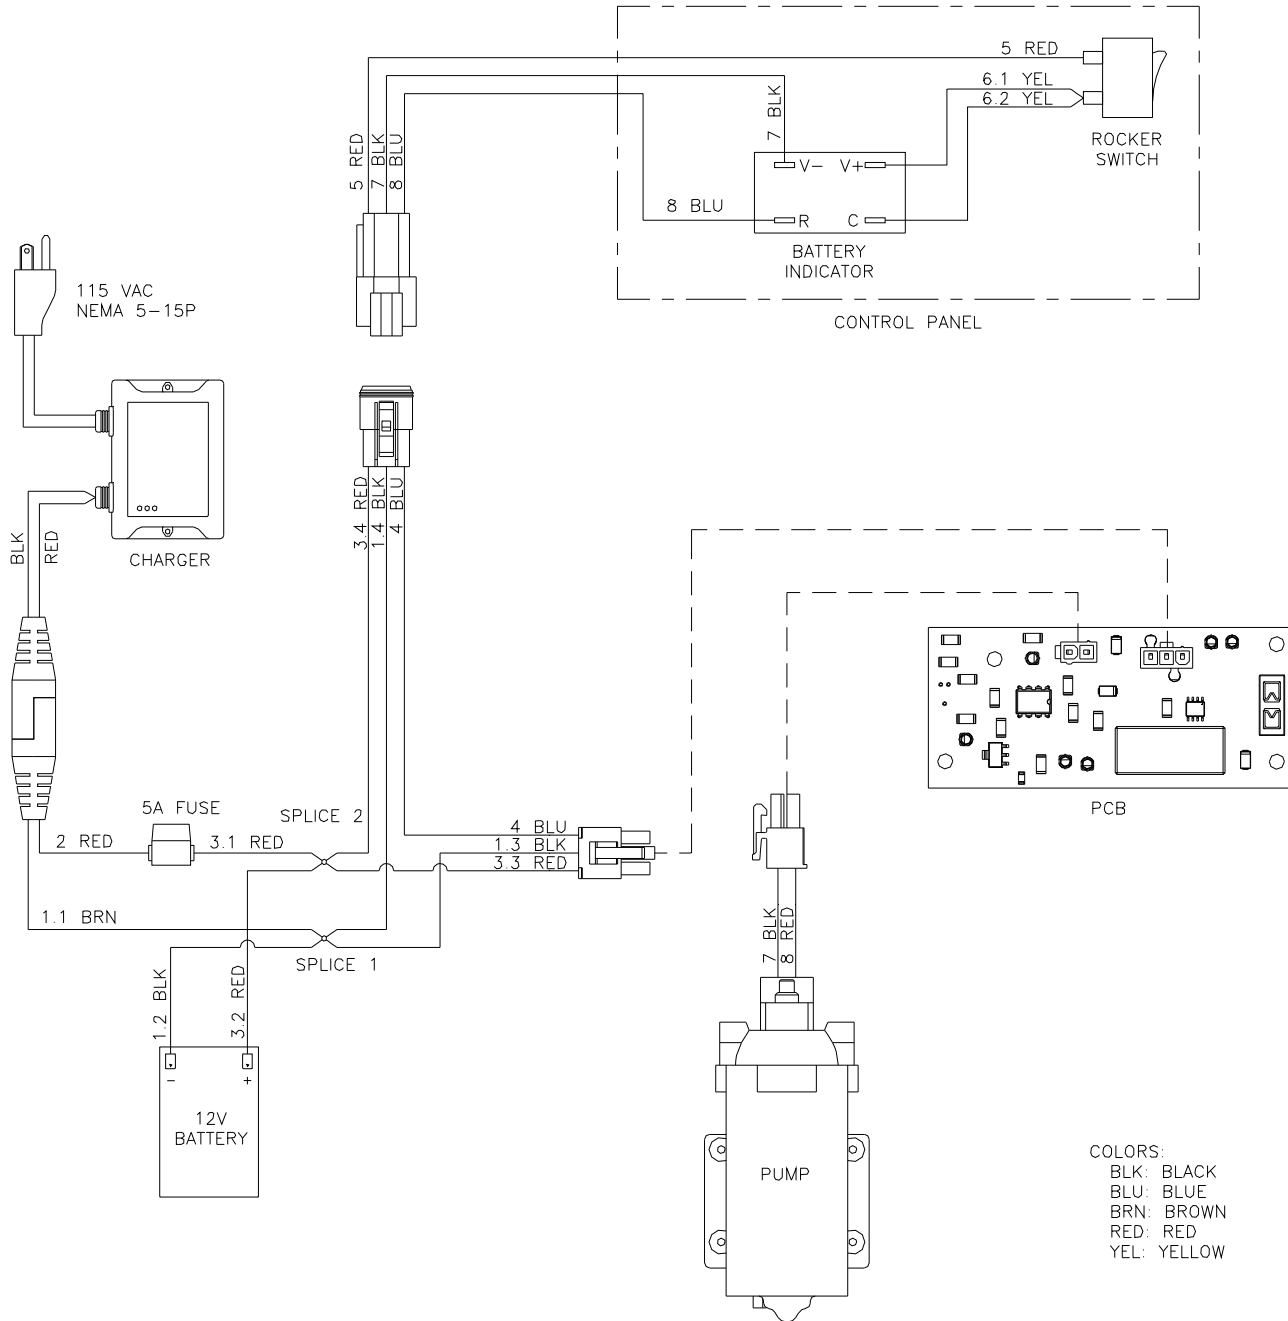 5 RED
6.1 YEL
6.2 YEL
7 BLK
ROCKER
SWITCH
5 RED
7 BLK
8 BLU
V-
V+
8 BLU
R
C
BATTERY
INDICATOR
CONTROL PANEL
115 VAC
NEMA 5-15P
3.4 RED
1.4 BLK
4 BLU
BLK
RED
CHARGER
5A FUSE
SPLICE 2
PCB
2 RED
3.1 RED
4 BLU
1.3 BLK
3.3 RED
1.1 BRN
SPLICE 1
7 BLK
8 RED
1.2 BLK
3.2 RED
-
+
12V
BATTERY
PUMP
COLORS:
BLK: BLACK
BLU: BLUE
BRN: BROWN
RED: RED
YEL: YELLOW